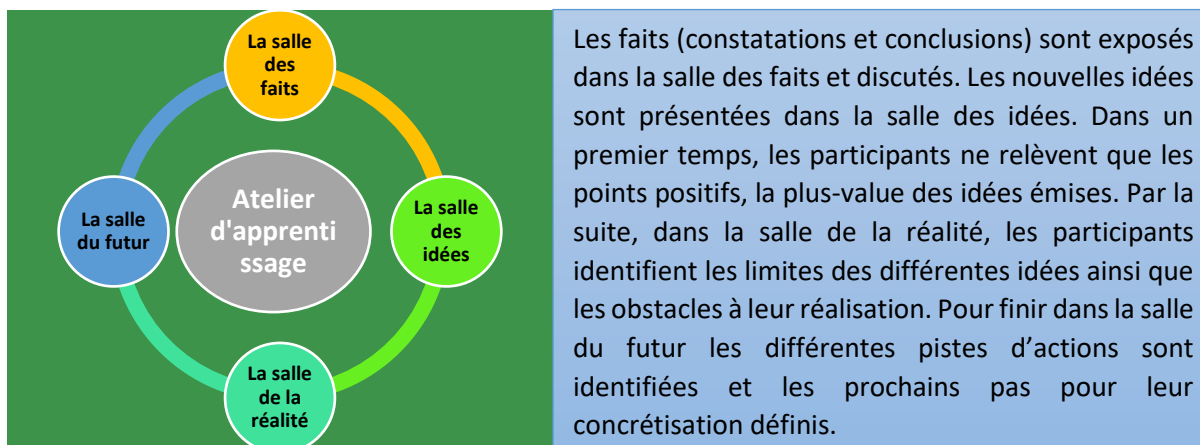 La salle
des
faits
La salle
des
idées
La salle
de la
réalité
La salle
du futur
Atelier
d'apprenti
ssage
Les faits (constatations et conclusions) sont exposés
dans la salle des faits et discutés. Les nouvelles idées
sont présentées dans la salle des idées. Dans un
premier temps, les participants ne relèvent que les
points positifs, la plus-value des idées émises. Par la
suite, dans la salle de la réalité, les participants
identifient les limites des différentes idées ainsi que
les obstacles à leur réalisation. Pour finir dans la salle
du futur les différentes pistes d’actions sont
identifiées et les prochains pas pour leur
concrétisation définis.